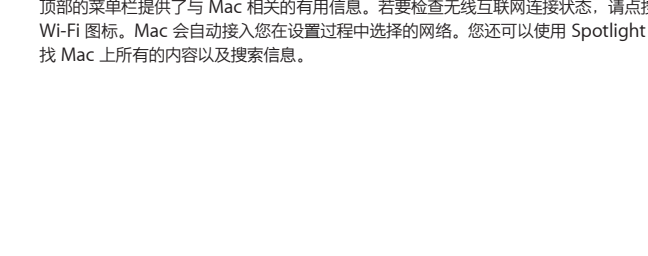 顶部的菜单栏提供了与 Mac 相关的有用信息。若要检查无线互联网连接状态，请点按
Wi-Fi 图标。Mac 会自动接入您在设置过程中选择的网络。您还可以使用 Spotlight
找 Mac 上所有的内容以及搜索信息。